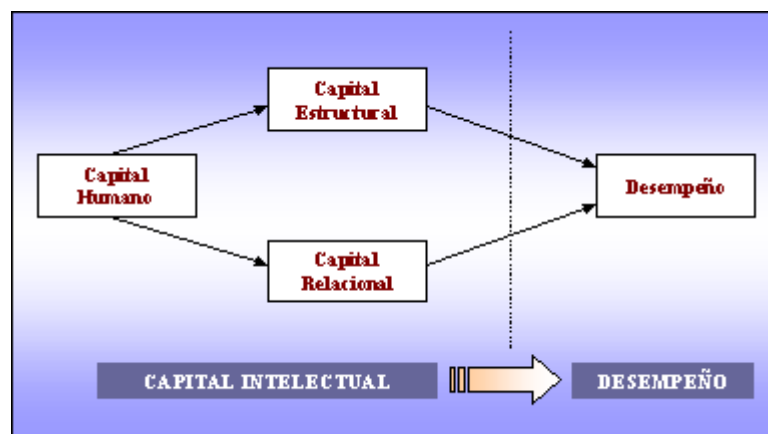 Capital
Estructural
Capital
Humano
Desempeño
Capital
Relacional
CAPITAL INTELECTUAL
DESEMPEÑO